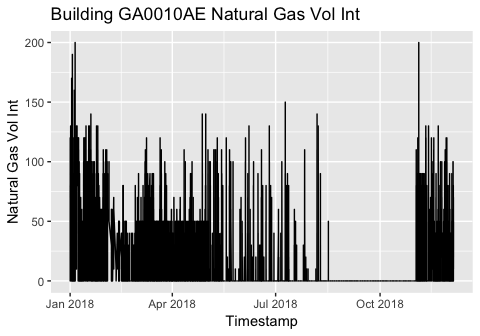 Building GA0010AE Natural Gas Vol Int
Natural Gas Vol Int
200
150
100
50
0
Jan 2018 Apr 2018 Jul 2018 Oct 2018
Timestamp